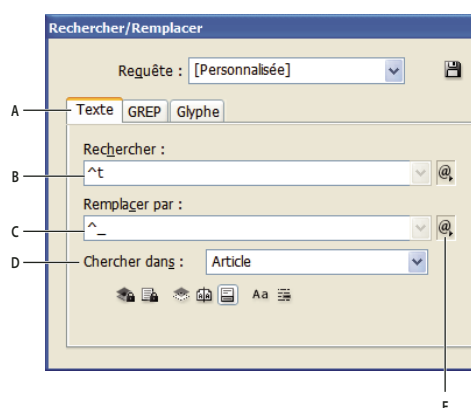 Rechercher/Remplacer
Requête : [Personnalisée]
A
Texte GREP Glyphe
Rechercher :
B ^t @
Remplacer par :
C ^_ @
D Chercher dans : Article
Aa